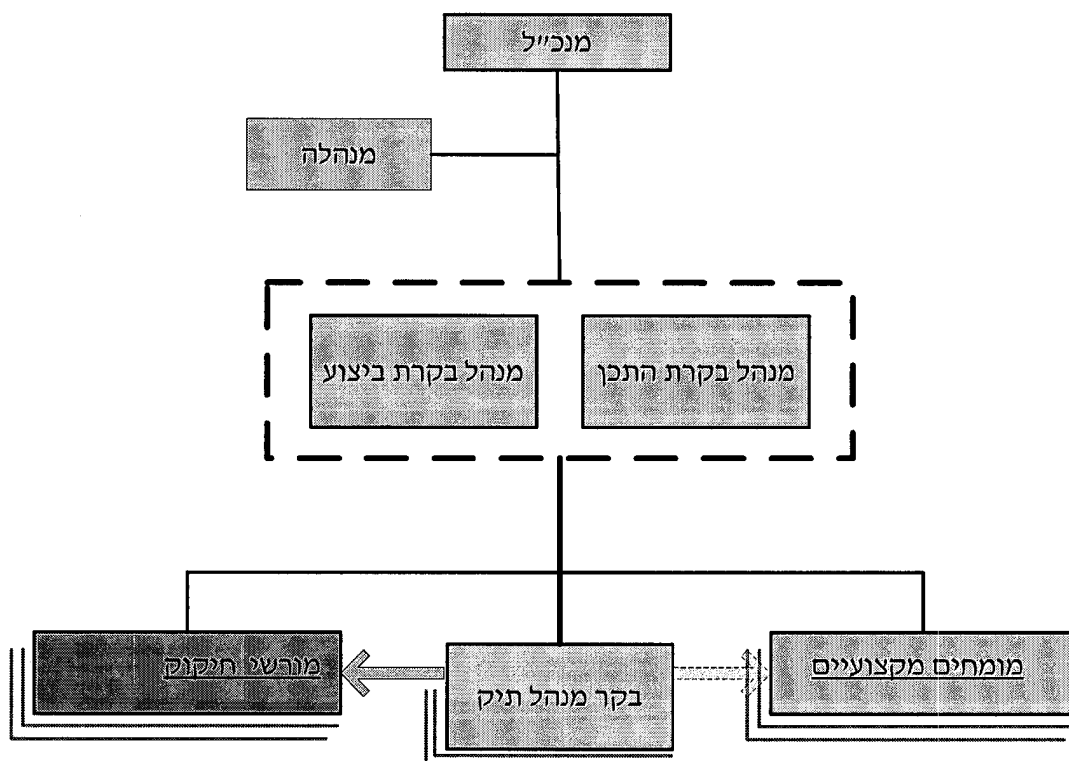 מנכ״ל
מנהלה
מנהל בקרת התכן
מנהל בקרת ביצוע
מומחים מקצועיים
בקר מנהל תיק
מורשי חיקוק